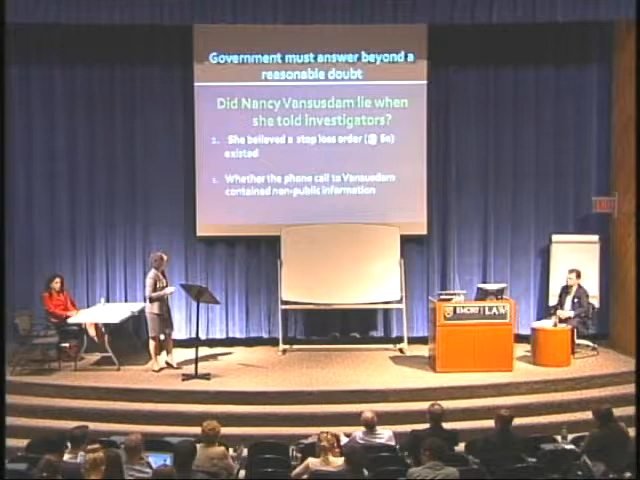 Government must answer beyond a
reasonable doubt
Did Nancy Vansusdam lie when
she told investigators?
She believed a stop loss order (@ 60)
existed
Whether the phone call to Vansusdam
contained non-public information
EMORY | LAW
EXIT